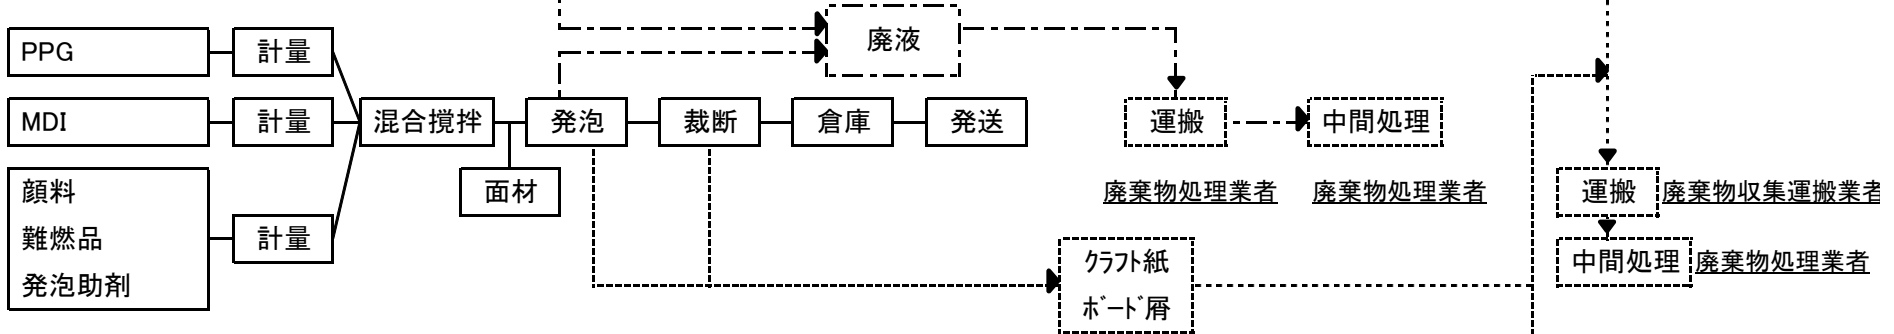 廃液
PPG
計量
MDI
計量
混合撹拌
発泡
裁断
倉庫
発送
運搬
中間処理
面材
廃棄物処理業者
廃棄物処理業者
顔料
難燃品
発泡助剤
計量
運搬
廃棄物収集運搬業者
中間処理
廃棄物処理業者
ｸﾗﾌﾄ紙
ﾎﾞｰﾄﾞ屑